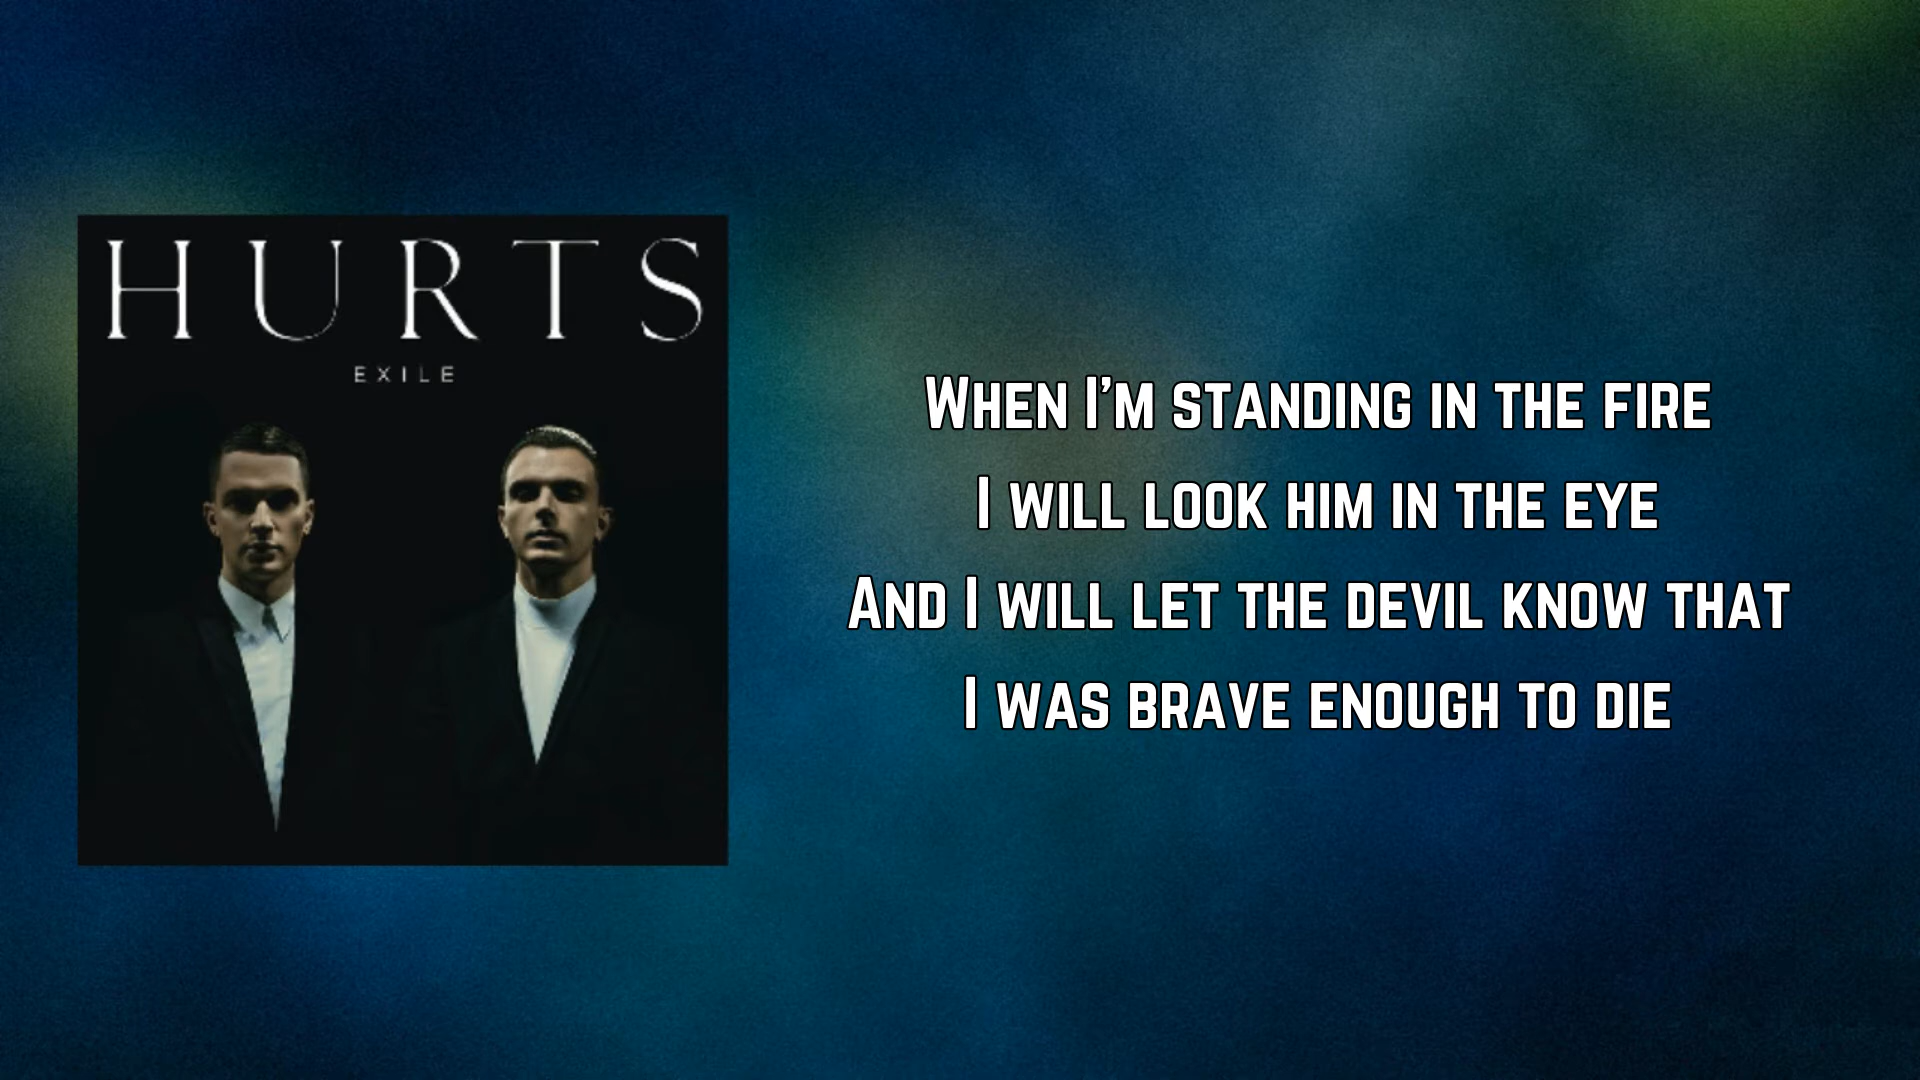 HURTS
EXILE
When I'm standing in the fire
I will look him in the eye
And I will let the devil know that
I was brave enough to die